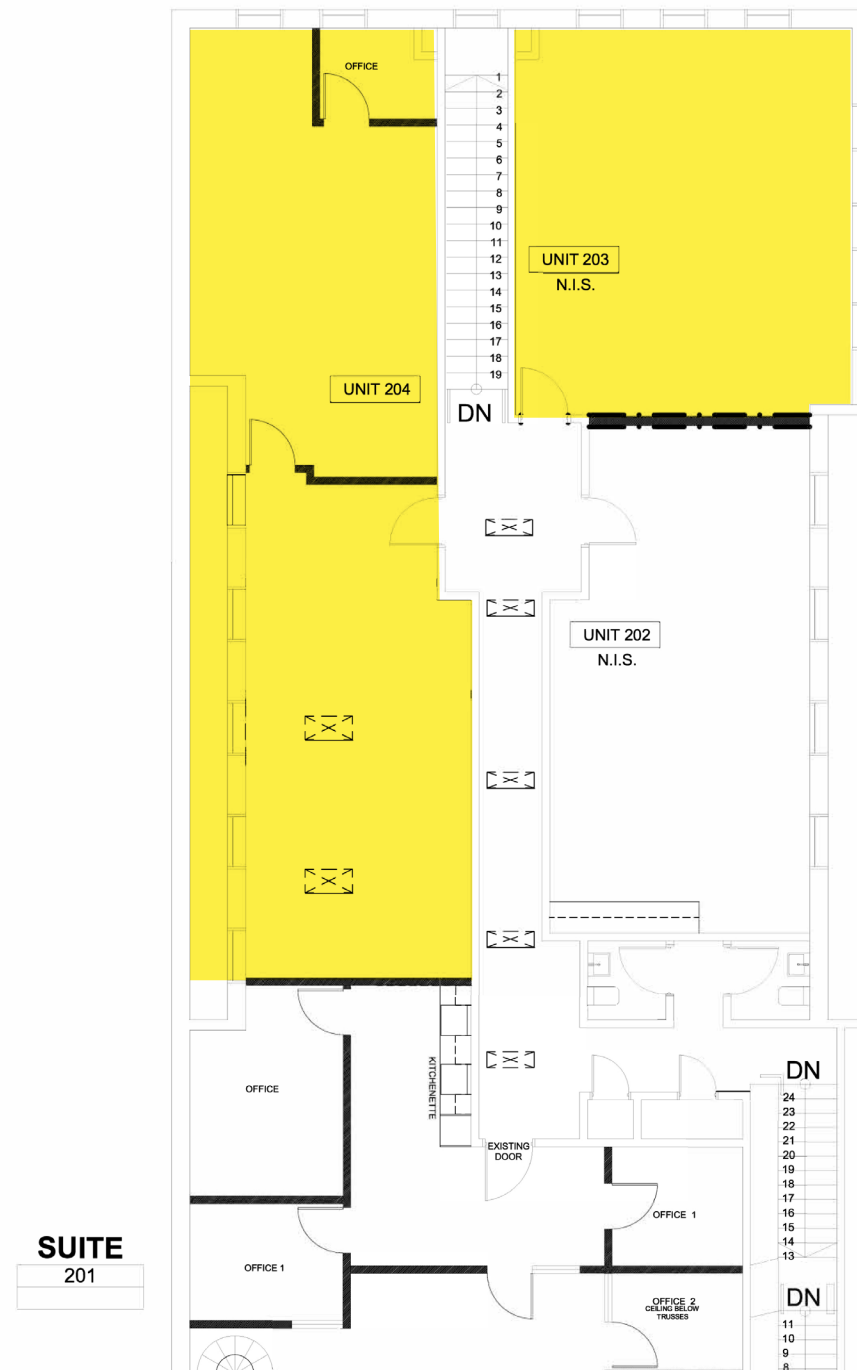 OFFICE
1
2
3
4
5
6
7
8
9
10
11
12
13
14
15
16
17
18
19
DN
UNIT 203
N.I.S.
UNIT 204
UNIT 202
N.I.S.
KITCHENETTE
OFFICE
EXISTING
DOOR
DN
24
23
22
21
20
19
18
17
16
15
14
13
OFFICE 1
OFFICE 1
SUITE
201
OFFICE 2
CEILING BELOW
TRUSSES
DN
11
10
9
8